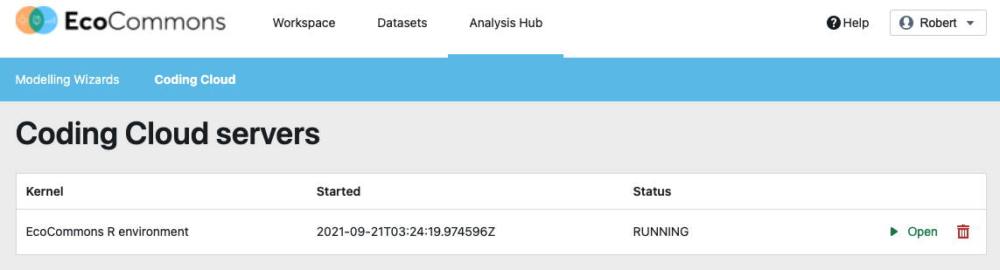 EcoCommons Workspace Datasets Analysis Hub Help Robert
Modelling Wizards Coding Cloud
Coding Cloud servers
Kernel Started Status
EcoCommons R environment 2021-09-21T03:24:19.974596Z RUNNING Open